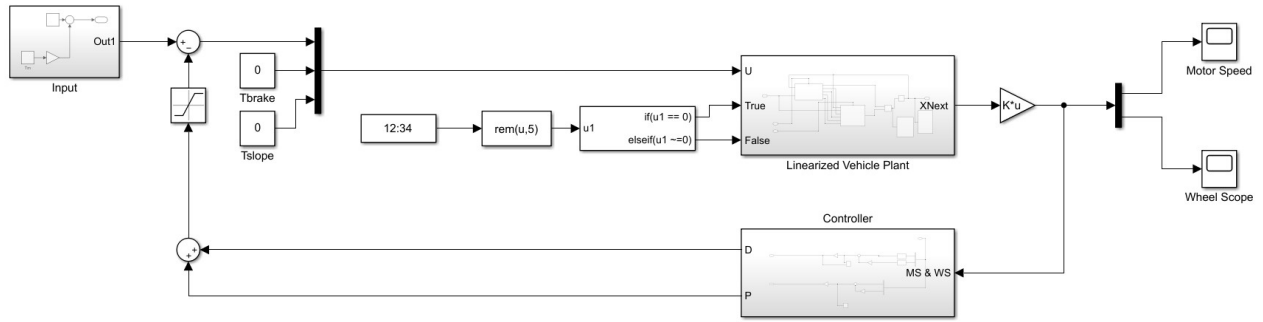 Out1
Input
+
−
0
Tbrake
0
Tslope
12:34
rem(u,5)
u1
if(u1 == 0)
elseif(u1 ~=0)
U
True
False
XNext
Linearized Vehicle Plant
K*u
Motor Speed
Wheel Scope
Controller
D
P
MS & WS
+
+